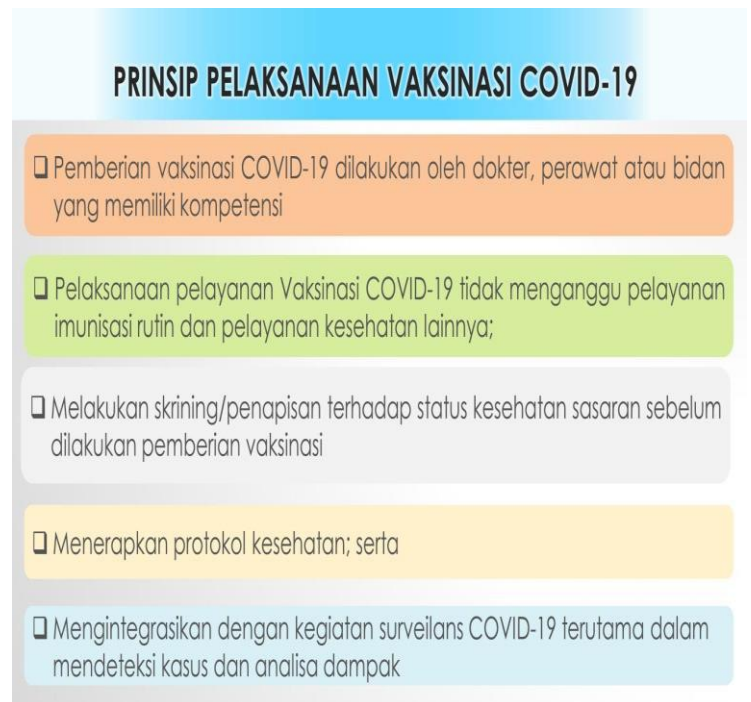 PRINSIP PELAKSANAAN VAKSINASI COVID-19
❑ Pemberian vaksinasi COVID-19 dilakukan oleh dokter, perawat atau bidan
yang memiliki kompetensi
❑ Pelaksanaan pelayanan Vaksinasi COVID-19 tidak menganggu pelayanan
imunisasi rutin dan pelayanan kesehatan lainnya;
❑ Melakukan skrining/penapisan terhadap status kesehatan sasaran sebelum
dilakukan pemberian vaksinasi
❑ Menerapkan protokol kesehatan; serta
❑ Mengintegrasikan dengan kegiatan surveilans COVID-19 terutama dalam
mendeteksi kasus dan analisa dampak